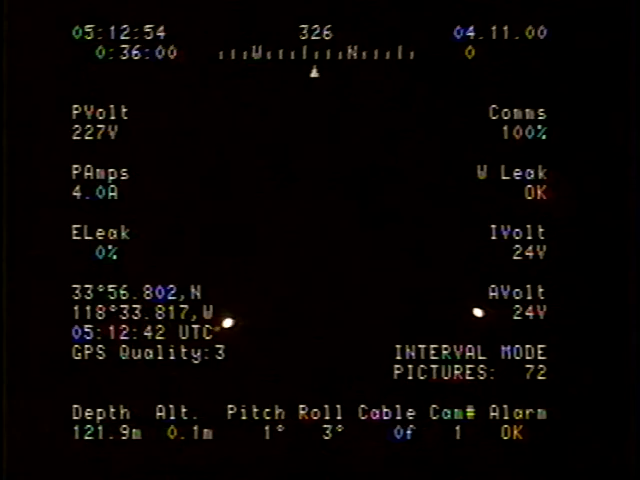 05:12:54 326 04.11.00
0:36:00 W N 0
PVolt Comms
227V 100%
PAmps W Leak
4.0A OK
ELeak IVolt
0% 24V
33°56.802,N AVolt
118°33.817,W 24V
05:12:42 UTC
GPS Quality:3 INTERVAL MODE
PICTURES: 72
Depth Alt. Pitch Roll Cable Cam# Alarm
121.9m 0.1m 1° 3° 0f 1 OK